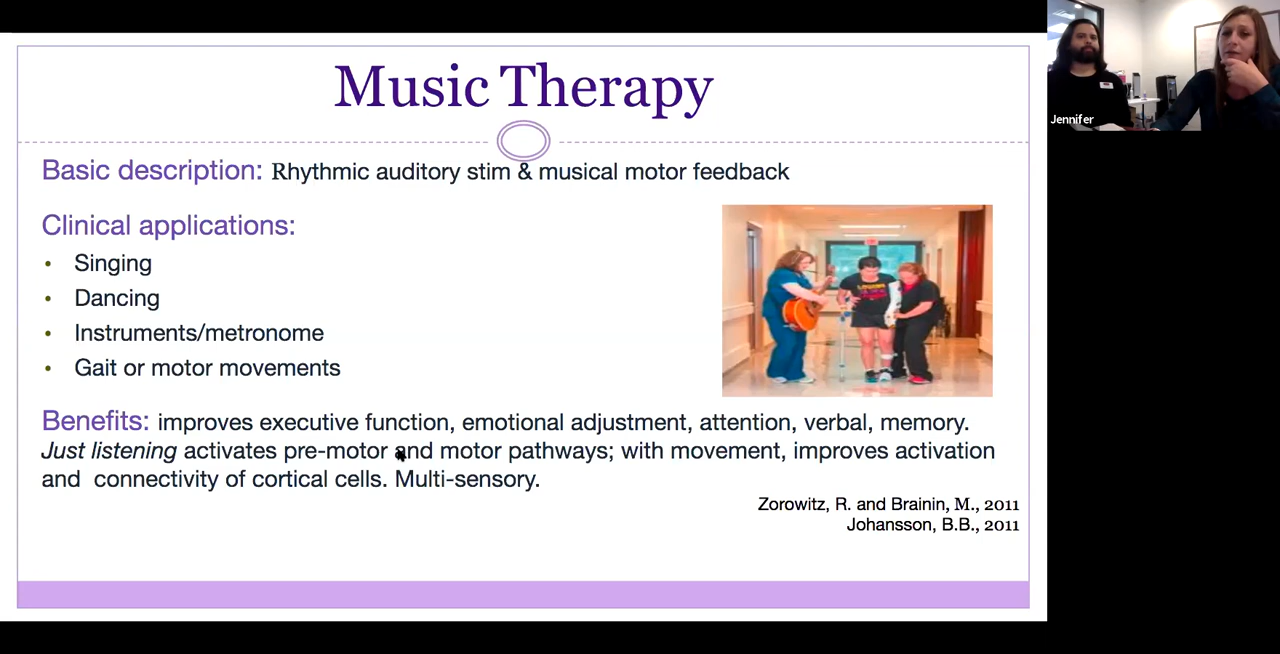 Music Therapy
Jennifer
Basic description: Rhythmic auditory stim & musical motor feedback
Clinical applications:
• Singing
• Dancing
• Instruments/metronome
• Gait or motor movements
Benefits: improves executive function, emotional adjustment, attention, verbal, memory.
Just listening activates pre-motor and motor pathways; with movement, improves activation
and connectivity of cortical cells. Multi-sensory.
Zorowitz, R. and Brainin, M., 2011
Johansson, B.B., 2011